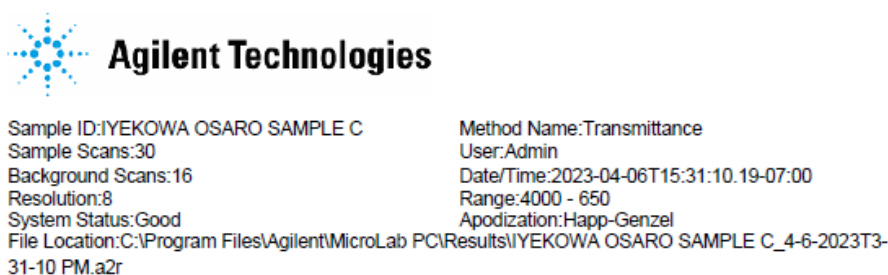 Agilent Technologies
Sample ID:IYEKOWA OSARO SAMPLE C
Method Name:Transmittance
Sample Scans:30
User:Admin
Background Scans:16
Date/Time:2023-04-06T15:31:10.19-07:00
Resolution:8
Range:4000 - 650
System Status:Good
Apodization:Happ-Genzel
File Location:C:\Program Files\Agilent\MicroLab PC\Results\IYEKOWA OSARO SAMPLE C_4-6-2023T3-
31-10 PM.a2r